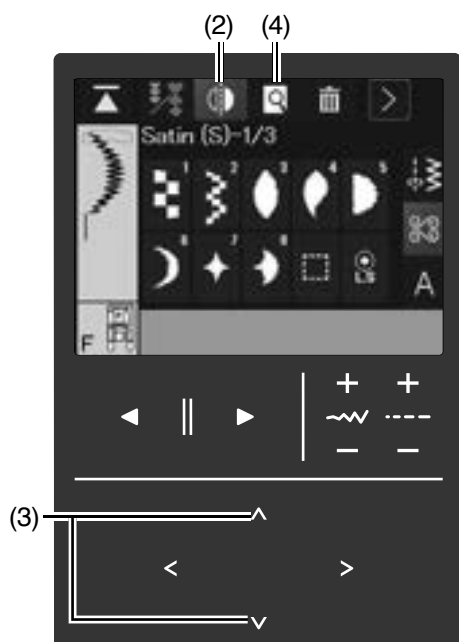 (2) (4)
Satin (S)-1/3
1 2 3 4 5
6 7 8
L.S
A
F
+ +
− −
(3)